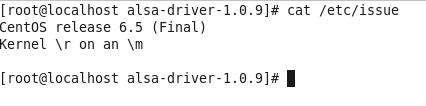 [root@localhost alsa-driver-1.0.9]# cat /etc/issue
CentOS release 6.5 (Final)
Kernel \r on an \m
[root@localhost alsa-driver-1.0.9]#